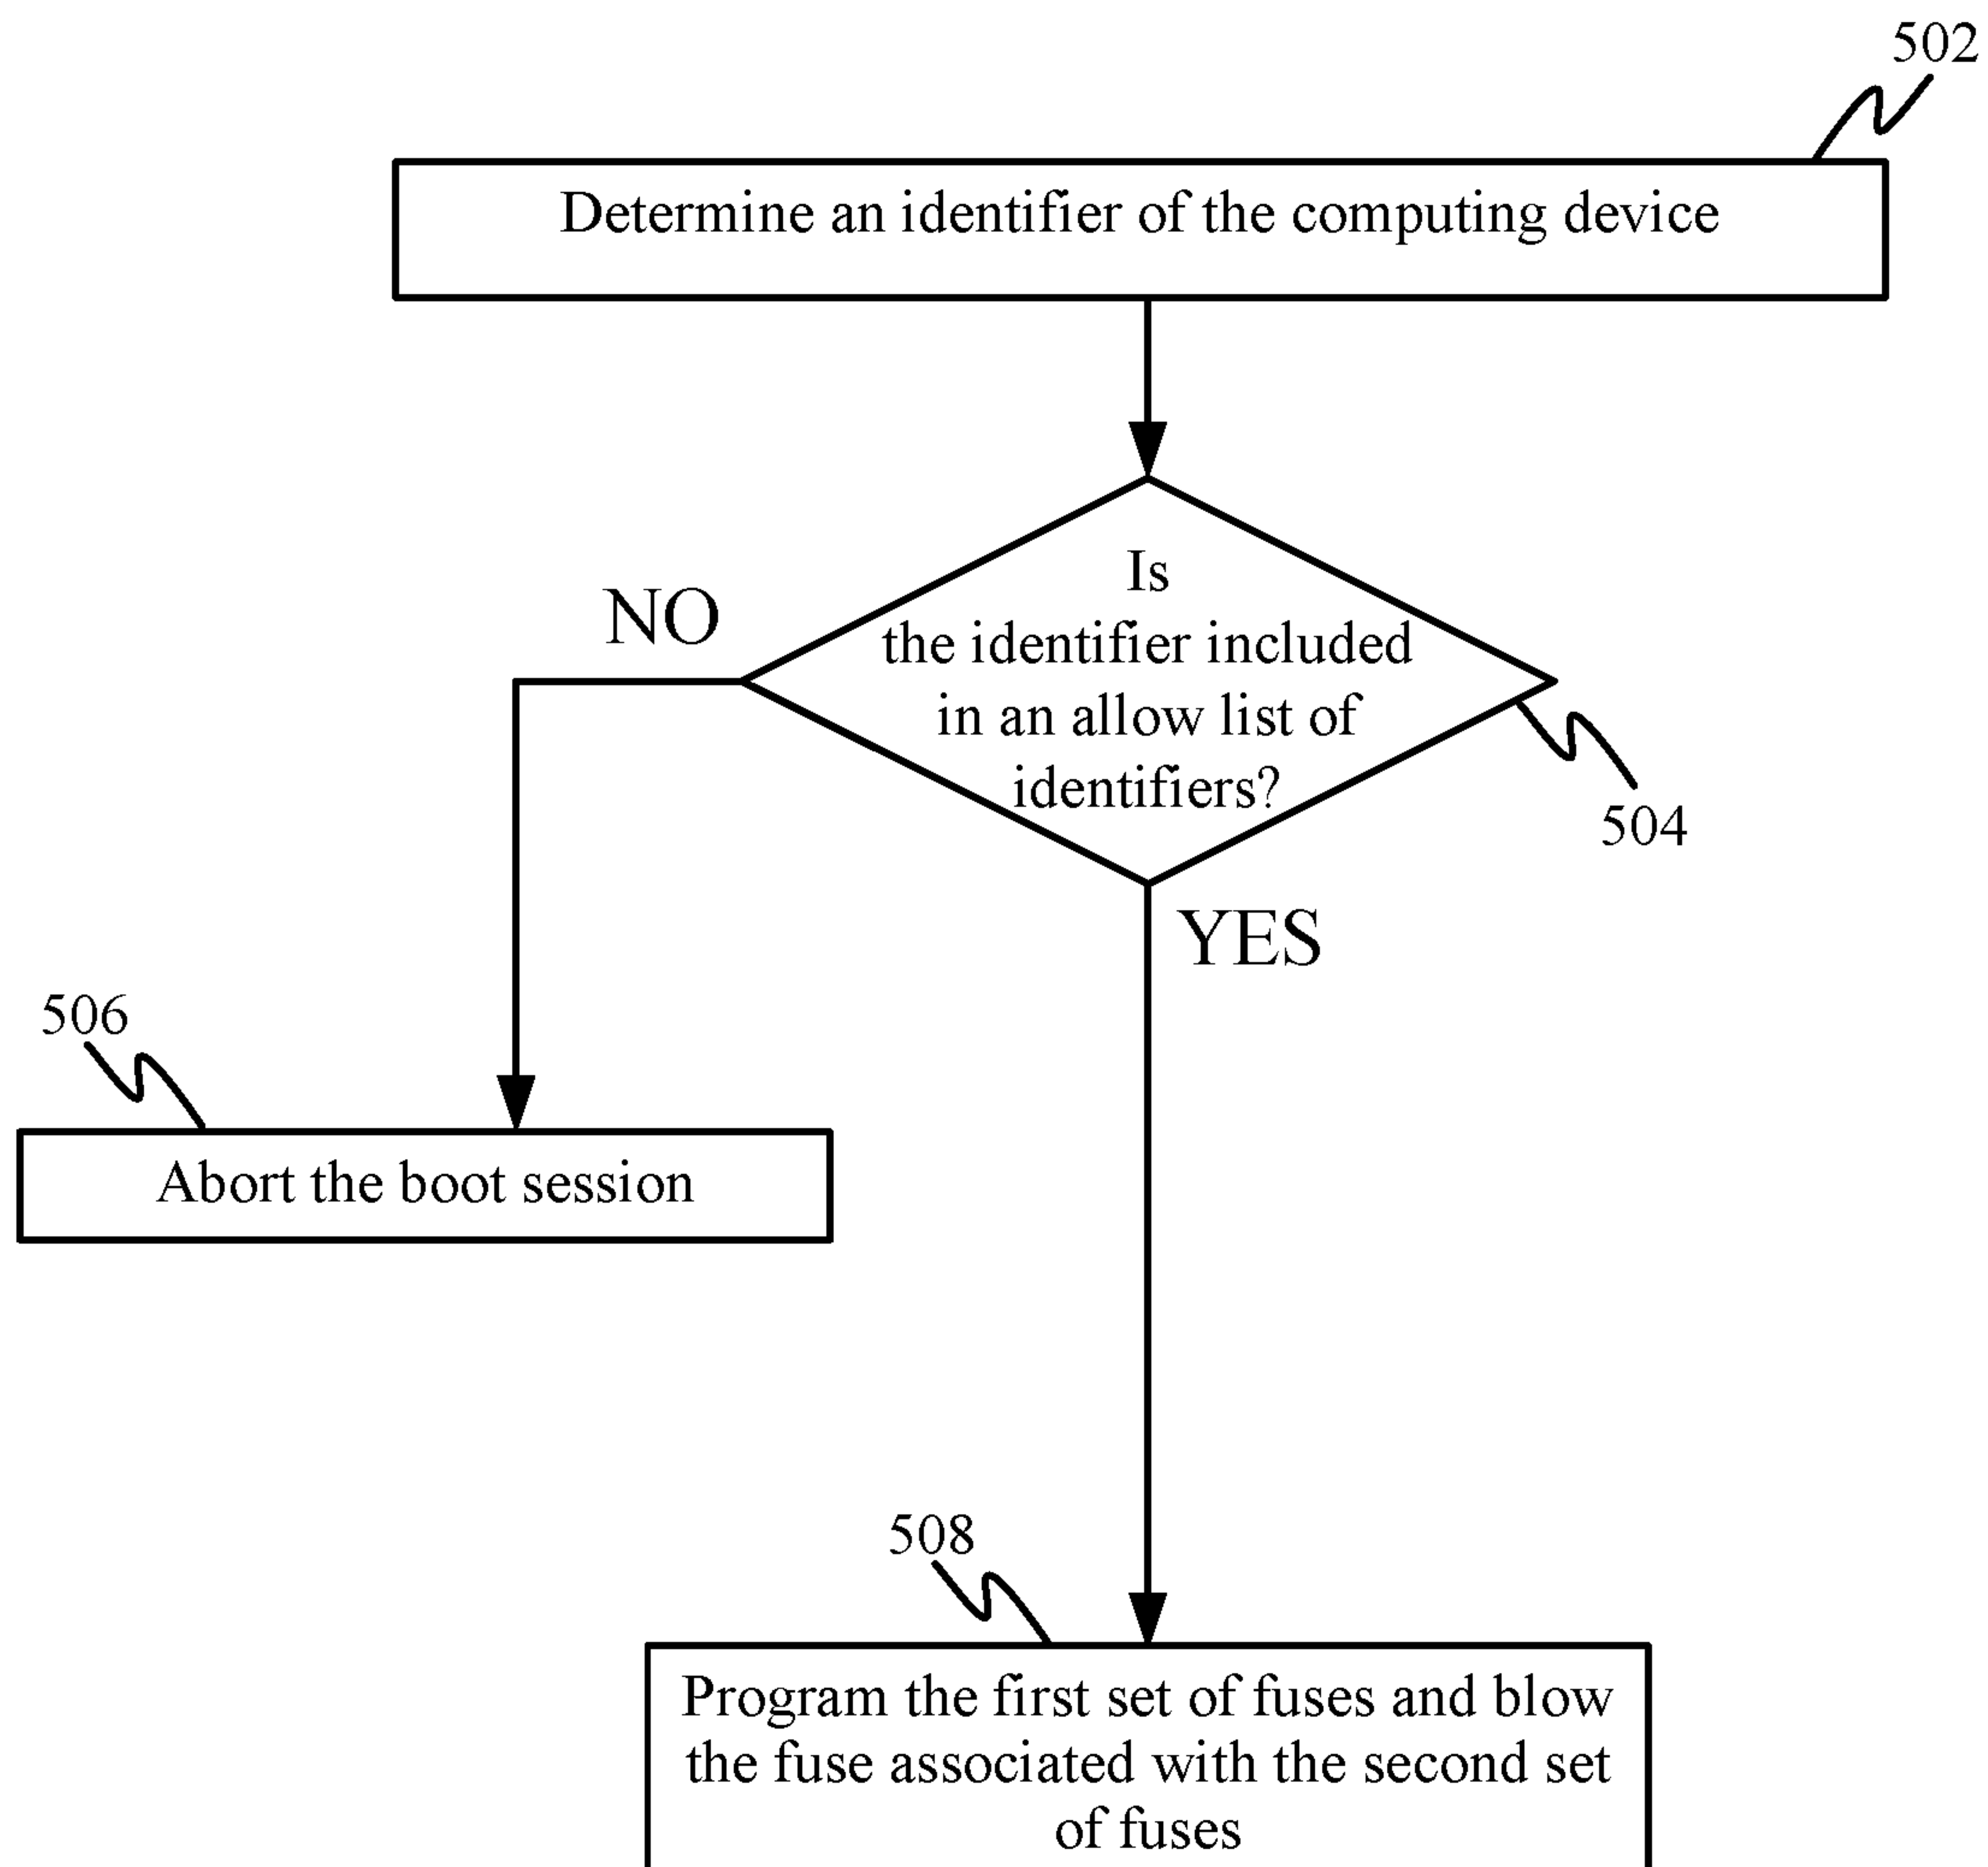 502
Determine an identifier of the computing device
Is
the identifier included
in an allow list of
identifiers?
NO
504
YES
506
Abort the boot session
508
Program the first set of fuses and blow
the fuse associated with the second set
of fuses